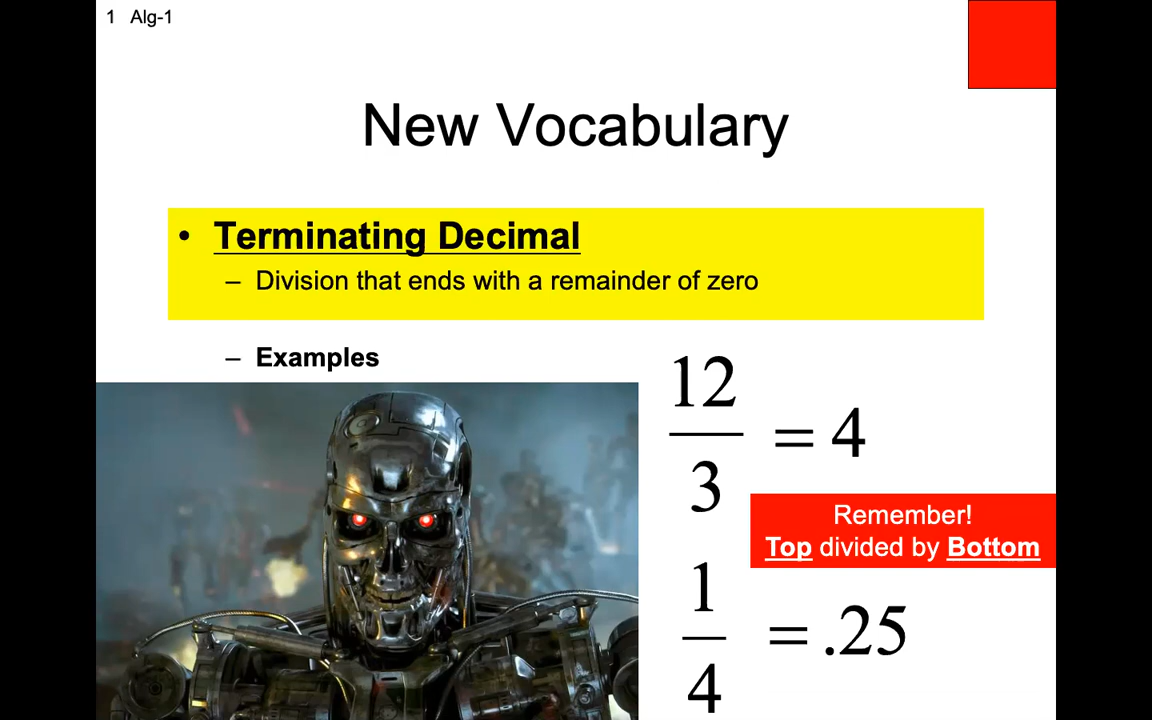 1 Alg-1
New Vocabulary
• Terminating Decimal
– Division that ends with a remainder of zero
– Examples
12
3
= 4
Remember!
Top divided by Bottom
1
4
= .25